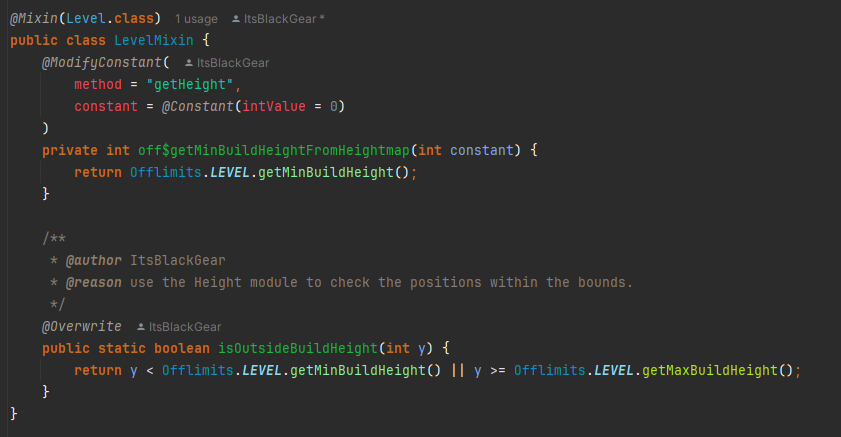 @Mixin(Level.class) 1 usage ItsBlackGear *
public class LevelMixin {
@ModifyConstant( ItsBlackGear
method = "getHeight",
constant = @Constant(intValue = 0)
)
private int off$getMinBuildHeightFromHeightmap(int constant) {
return Offlimits.LEVEL.getMinBuildHeight();
}
/**
* @author ItsBlackGear
* @reason use the Height module to check the positions within the bounds.
*/
@Overwrite ItsBlackGear
public static boolean isOutsideBuildHeight(int y) {
return y < Offlimits.LEVEL.getMinBuildHeight() || y >= Offlimits.LEVEL.getMaxBuildHeight();
}
}